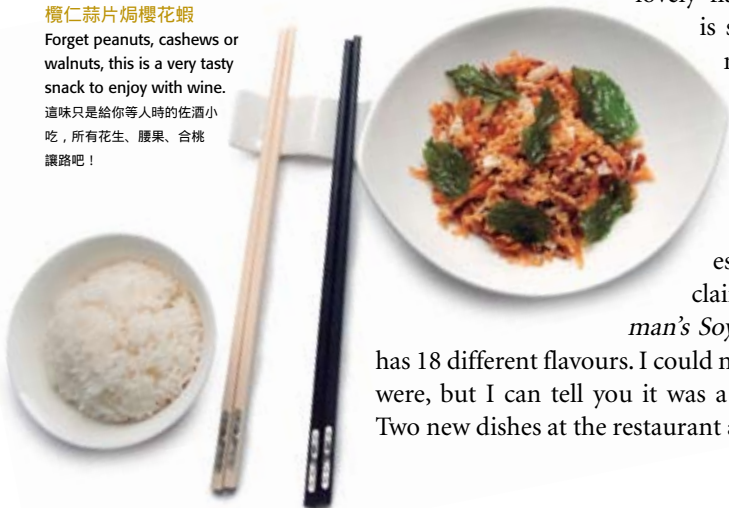 欖仁蒜片焗櫻花蝦
Forget peanuts, cashews or
walnuts, this is a very tasty
snack to enjoy with wine.
這味只是給你等人時的佐酒小
吃，所有花生、腰果、合桃
讓路吧！
is
man's Soy
has 18 different flavours. I could
were, but I can tell you it was a
Two new dishes at the restaurant